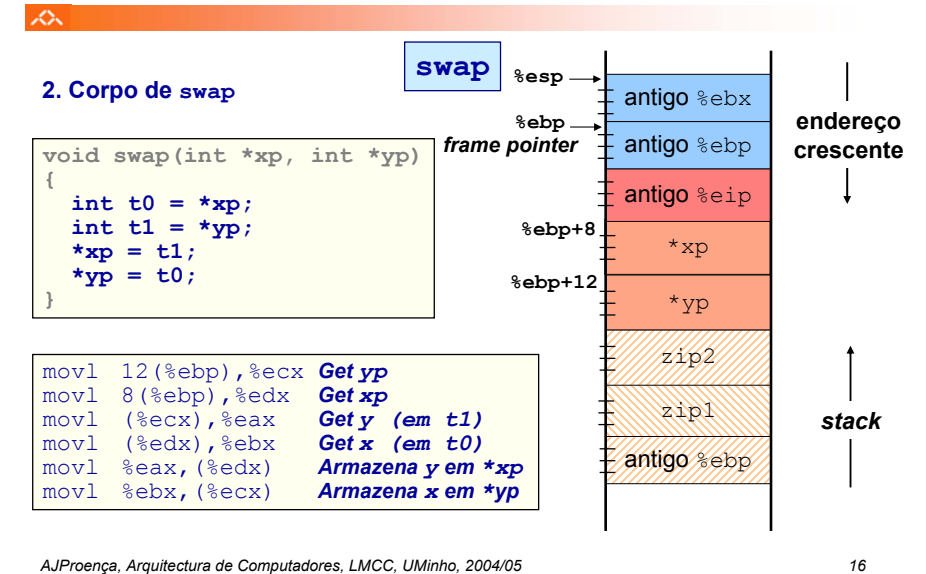 swap
2. Corpo de swap
void swap(int *xp, int *yp)
{
int t0 = *xp;
int t1 = *yp;
*xp = t1;
*yp = t0;
}
movl 12(%ebp),%ecx Get yp
movl 8(%ebp),%edx Get xp
movl (%ecx),%eax Get y (em t1)
movl (%edx),%ebx Get x (em t0)
movl %eax,(%edx) Armazena y em *xp
movl %ebx,(%ecx) Armazena x em *yp
%esp
%ebp
frame pointer
%ebp+8
%ebp+12
antigo %ebx
antigo %ebp
antigo %eip
*xp
*yp
zip2
zip1
antigo %ebp
endereço
crescente
stack
AJProença, Arquitectura de Computadores, LMCC, UMinho, 2004/05
16